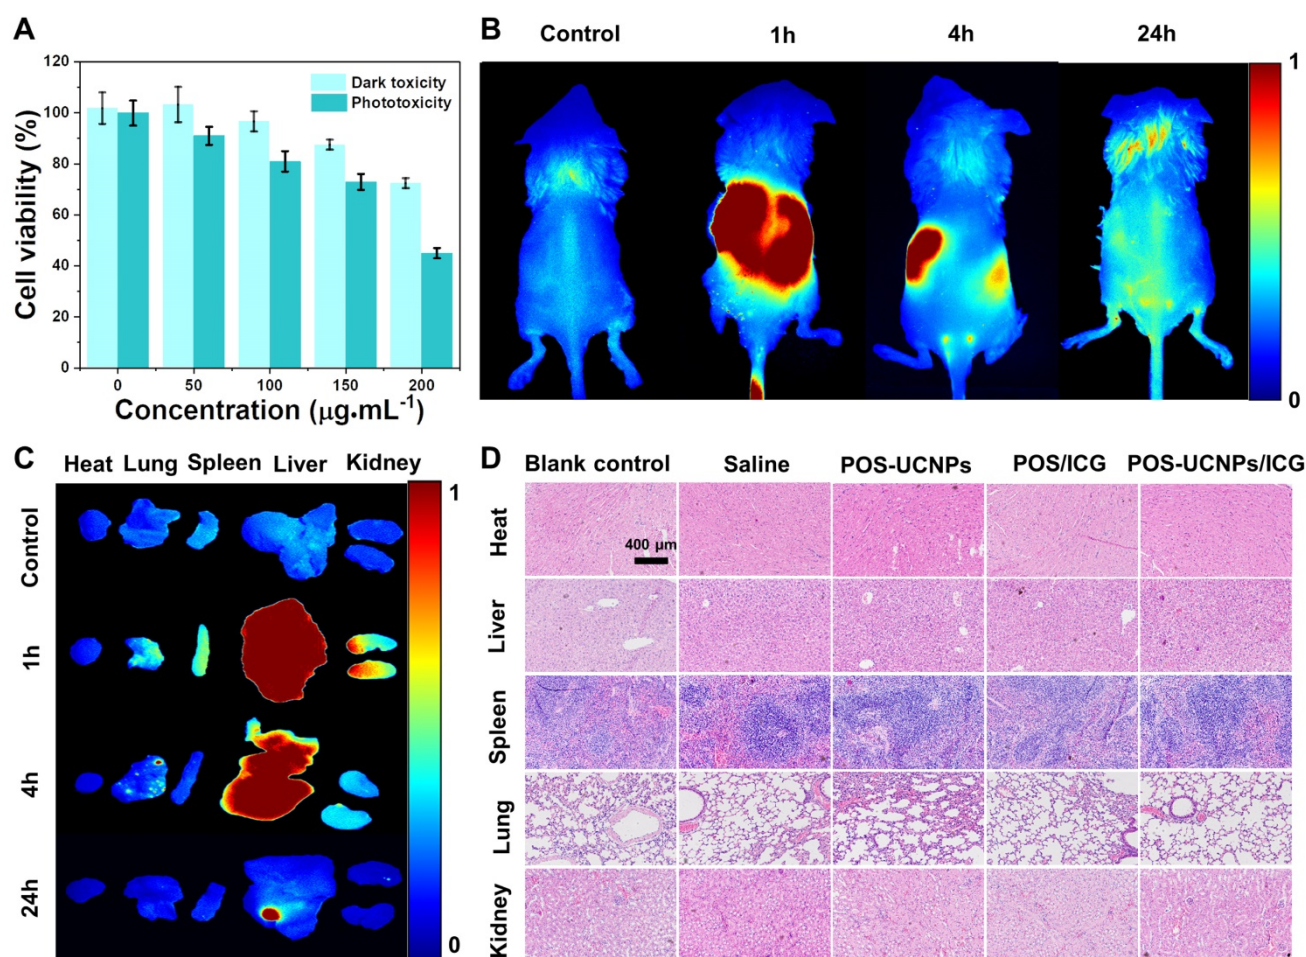 A
120
100
80
60
40
20
0
Cell viability (%)
Dark toxicity
Phototoxicity
0 50 100 150 200
Concentration (μg•mL⁻¹)
B
Control 1h 4h 24h
1
0
C
Heat Lung Spleen Liver Kidney
Control
1h
4h
24h
1
0
D
Blank control Saline POS-UCNPs POS/ICG POS-UCNPs/ICG
Heat
400 μm
Liver
Spleen
Lung
Kidney